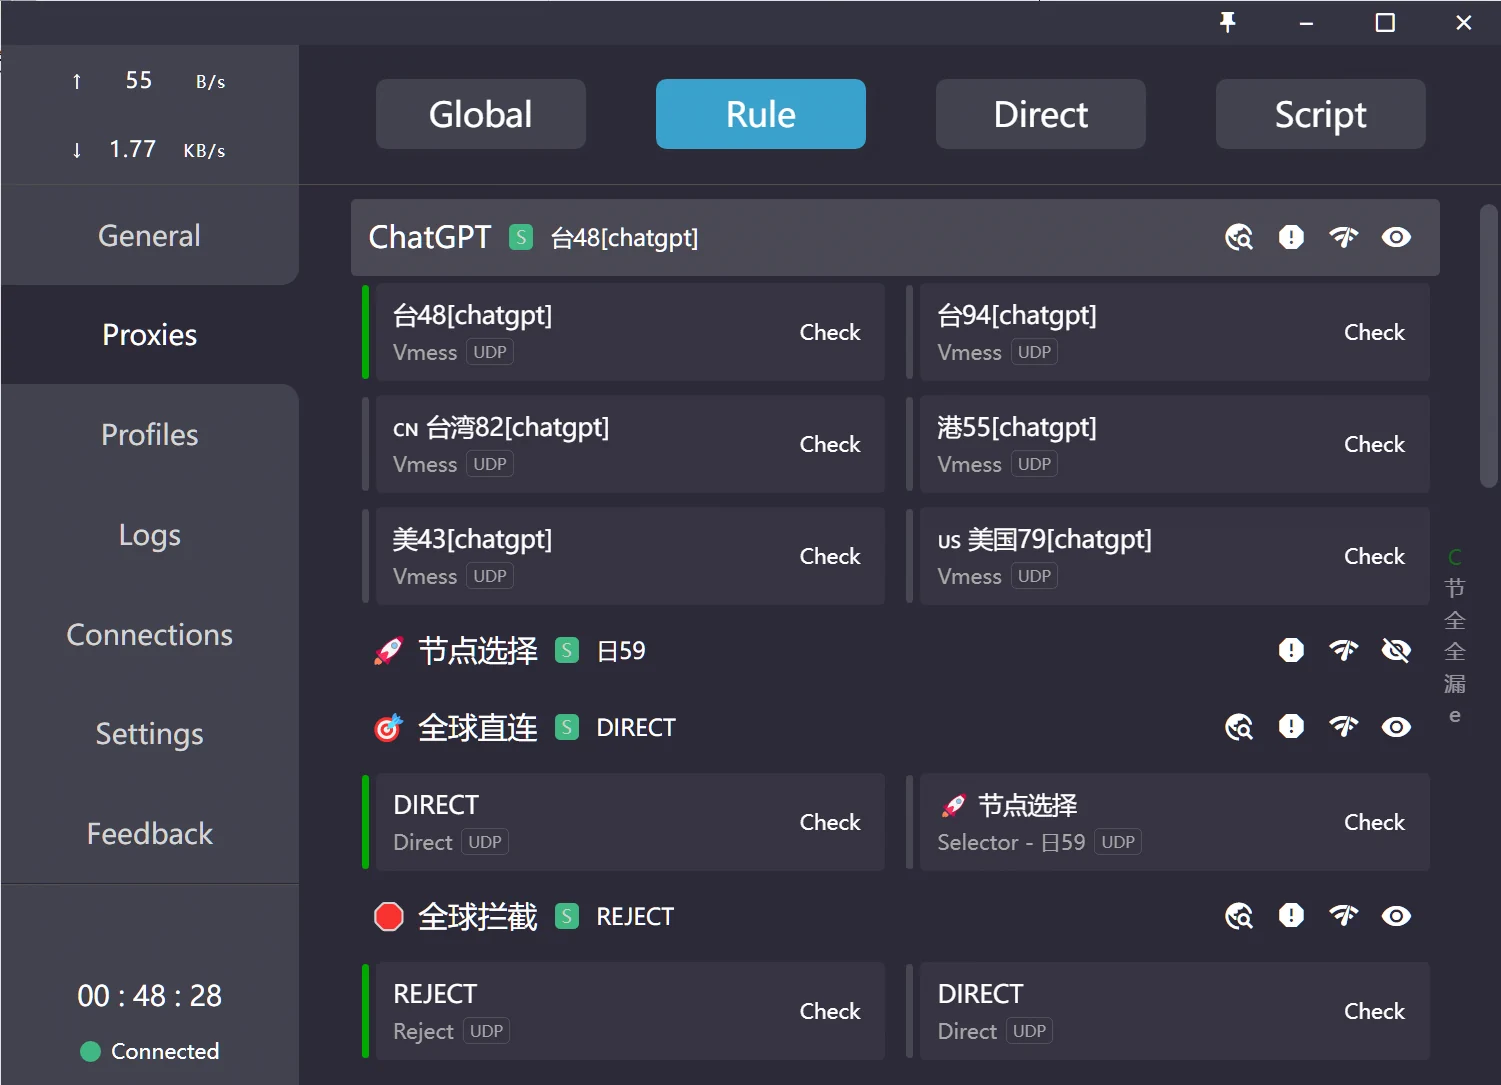 ↑ 55 B/s
↓ 1.77 KB/s
General
Proxies
Profiles
Logs
Connections
Settings
Feedback
00 : 48 : 28
Connected
Global Rule Direct Script
ChatGPT S 台48[chatgpt]
台48[chatgpt]
Vmess UDP
Check
台94[chatgpt]
Vmess UDP
Check
CN 台湾82[chatgpt]
Vmess UDP
Check
港55[chatgpt]
Vmess UDP
Check
美43[chatgpt]
Vmess UDP
Check
US 美国79[chatgpt]
Vmess UDP
Check
🚀 节点选择 S 日59
🎯 全球直连 S DIRECT
DIRECT
Direct UDP
Check
🚀 节点选择
Selector - 日59 UDP
Check
🛑 全球拦截 S REJECT
REJECT
Reject UDP
Check
DIRECT
Direct UDP
Check
C
节
全
全
漏
e